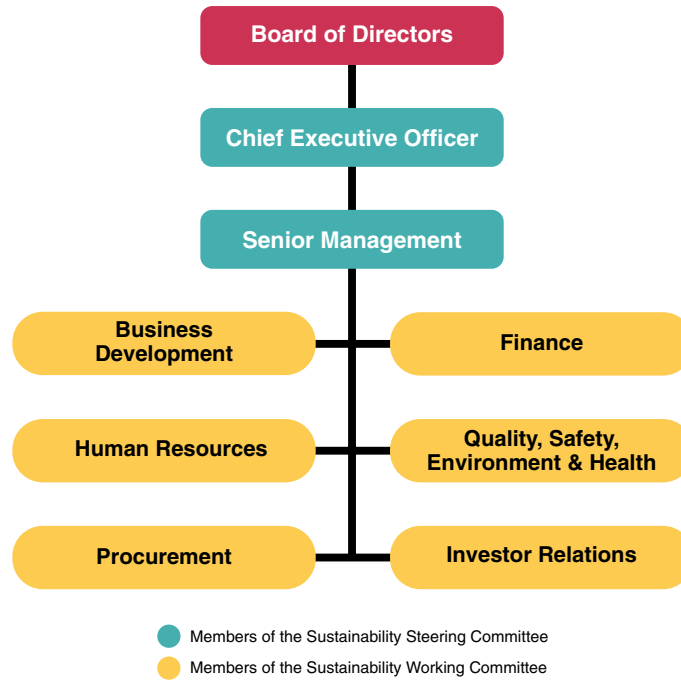 Board of Directors
Chief Executive Officer
Senior Management
Business
Development
Finance
Human Resources
Quality, Safety,
Environment & Health
Procurement
Investor Relations
Members of the Sustainability Steering Committee
Members of the Sustainability Working Committee